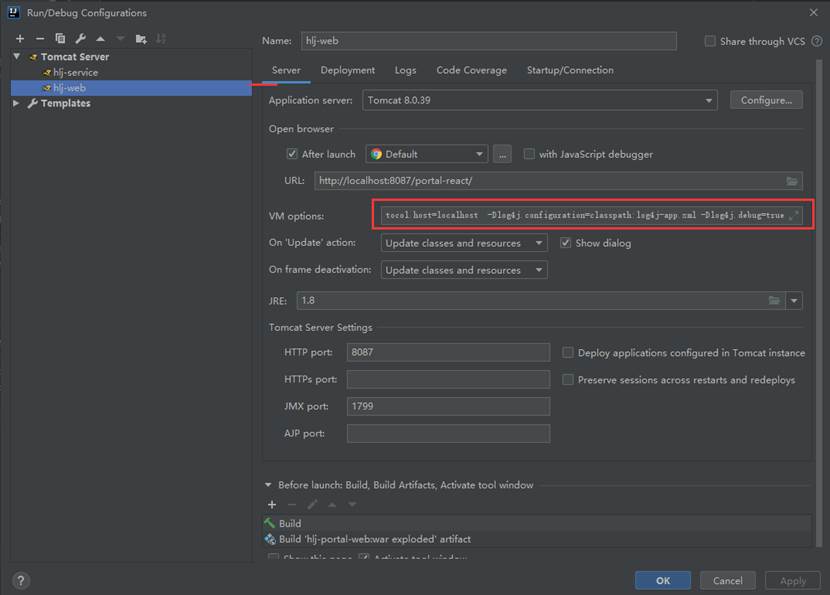 Run/Debug Configurations
Name: hlj-web
Share through VCS
Tomcat Server
hlj-service
hlj-web
Templates
Server Deployment Logs Code Coverage Startup/Connection
Application server: Tomcat 8.0.39 Configure...
Open browser
After launch Default ... with JavaScript debugger
URL: http://localhost:8087/portal-react/
VM options: tocol.host=localhost -Dlog4j.configuration=classpath:log4j-app.xml -Dlog4j.debug=true
On 'Update' action: Update classes and resources Show dialog
On frame deactivation: Update classes and resources
JRE: 1.8
Tomcat Server Settings
HTTP port: 8087 Deploy applications configured in Tomcat instance
HTTPs port: Preserve sessions across restarts and redeploys
JMX port: 1799
AJP port:
Before launch: Build, Build Artifacts, Activate tool window
Build
Build 'hlj-portal-web:war exploded' artifact
Show this page Activate tool window
? OK Cancel Apply